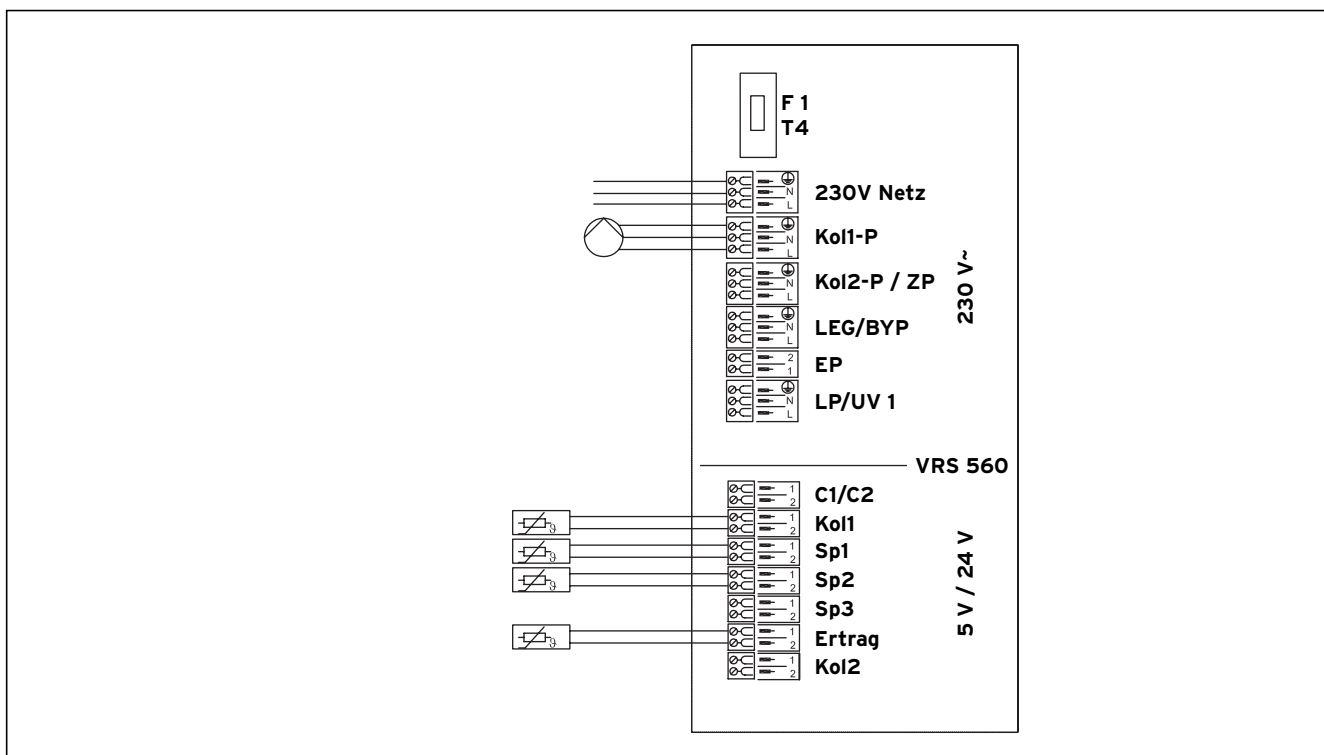 F 1
T4
N
L
230V Netz
N
L
Kol1-P
N
L
Kol2-P / ZP
N
L
LEG/BYP
2
1
EP
N
L
LP/UV 1
230 V~
VRS 560
1
2
C1/C2
1
2
Kol1
ϑ
1
2
Sp1
ϑ
1
2
Sp2
ϑ
1
2
Sp3
1
2
Ertrag
ϑ
1
2
Kol2
5 V / 24 V